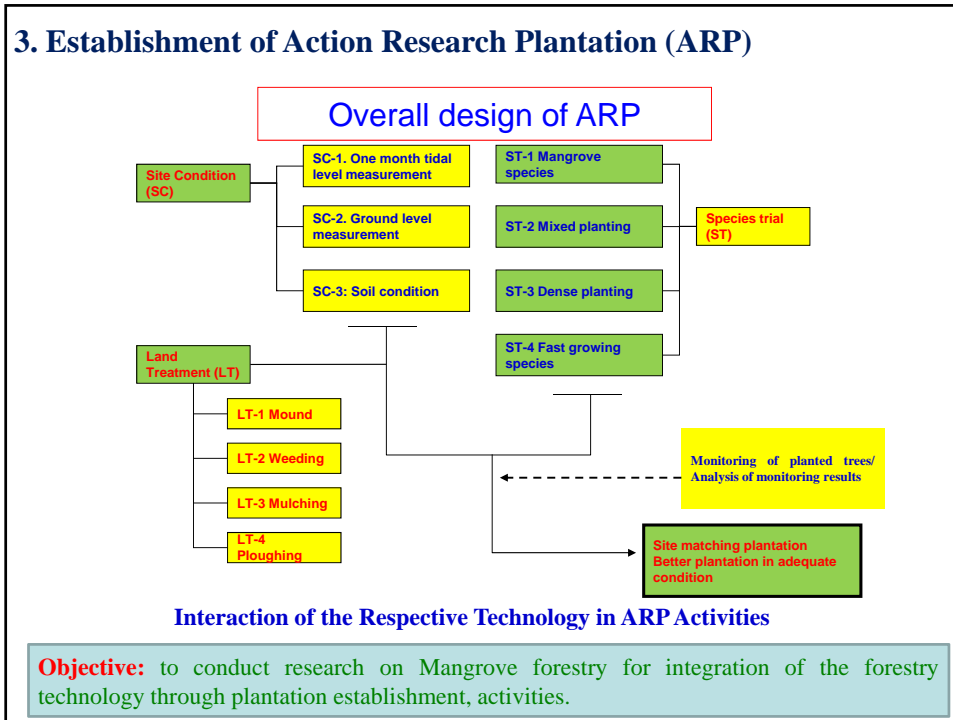 3. Establishment of Action Research Plantation (ARP)
Overall design of ARP
Site Condition
(SC)
SC-1. One month tidal
level measurement
SC-2. Ground level
measurement
SC-3: Soil condition
ST-1 Mangrove
species
ST-2 Mixed planting
ST-3 Dense planting
ST-4 Fast growing
species
Species trial
(ST)
Land
Treatment (LT)
LT-1 Mound
LT-2 Weeding
LT-3 Mulching
LT-4
Ploughing
Monitoring of planted trees/
Analysis of monitoring results
Site matching plantation
Better plantation in adequate
condition
Interaction of the Respective Technology in ARP Activities
Objective: to conduct research on Mangrove forestry for integration of the forestry
technology through plantation establishment, activities.